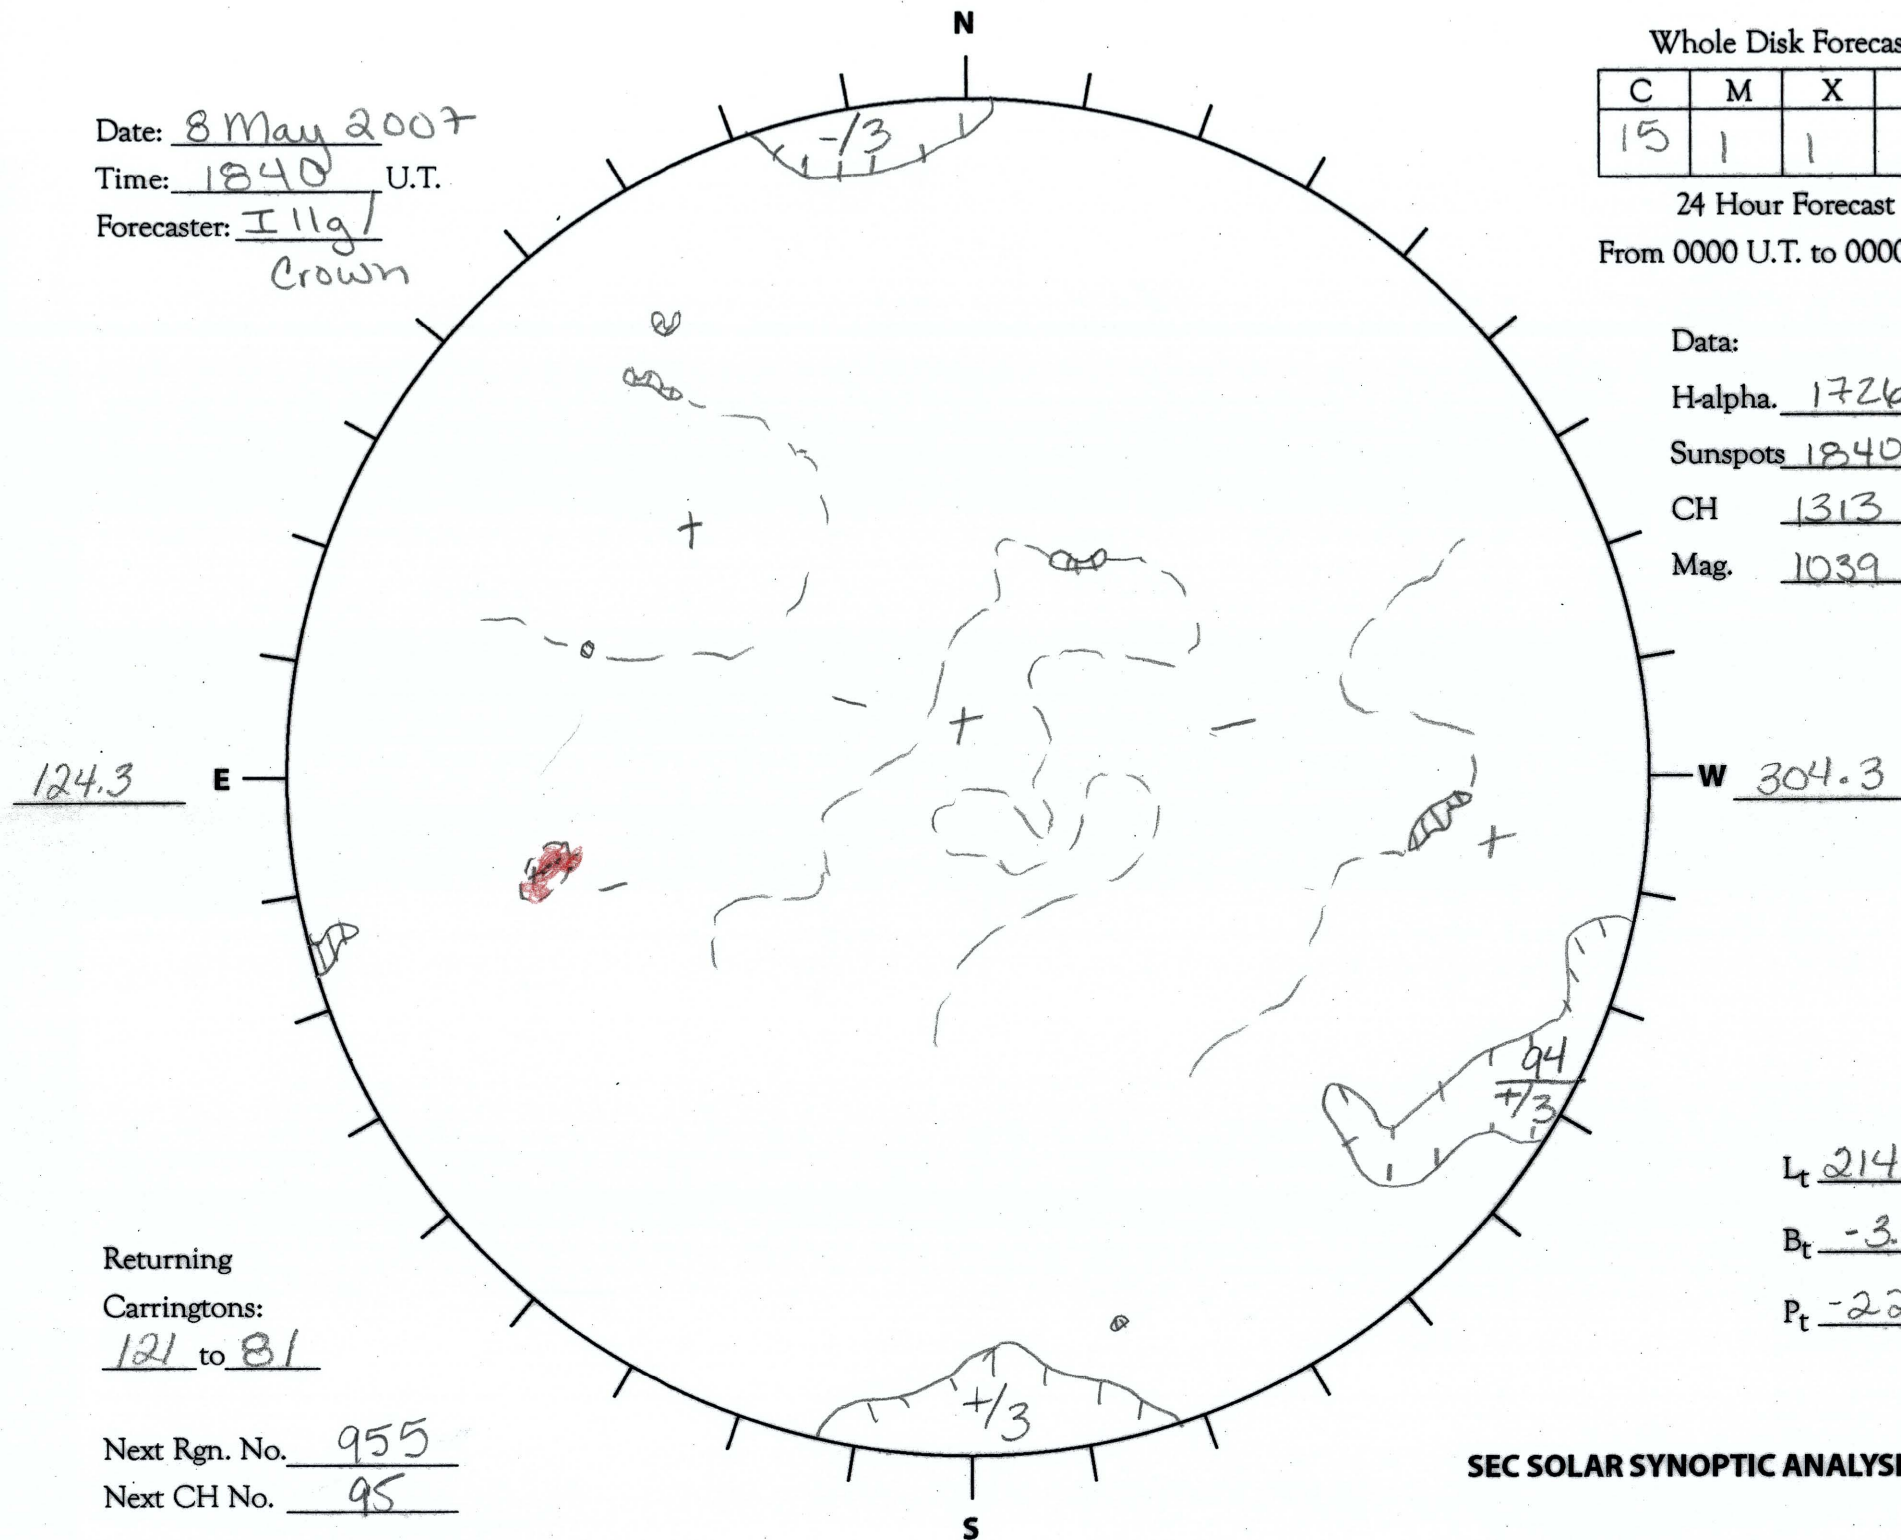 N
Date: 8 May 2007
Time: 1840 U.T.
Forecaster: Illg/
Crown
Whole Disk Forecas
C M X
15 1 1
24 Hour Forecast
From 0000 U.T. to 0000
-/3
Data:
H-alpha. 1726
Sunspots 1840
CH 1313
Mag. 1039
+
-
+
-
124.3 E
W 304.3
+
-
94
+/3
Lt 214
Bt -3.
Pt -22
Returning
Carringtons:
121 to 81
+/3
Next Rgn. No. 955
Next CH No. 95
SEC SOLAR SYNOPTIC ANALYSI
S